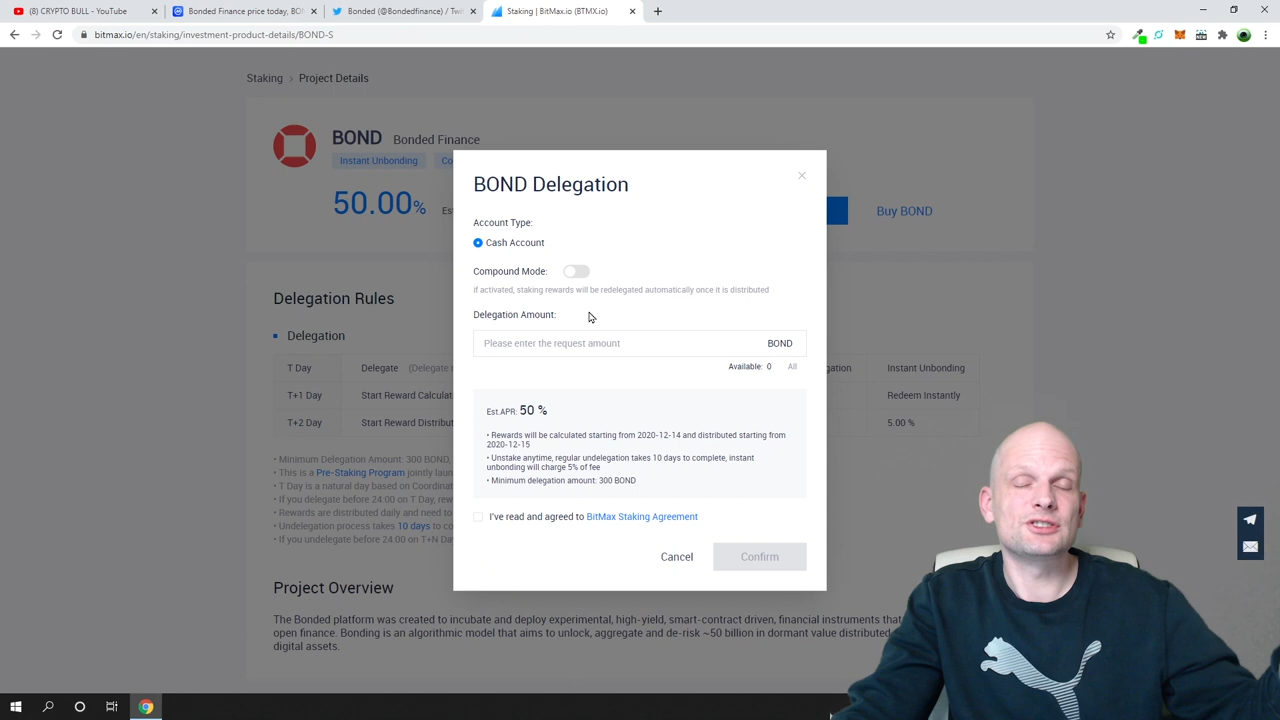 (8) CRYPTO BULL - YouTube
Bonded Finance price today, BON
Bonded (@Bondedfinance) / Twit
Staking | BitMax.io (BTMX.io)
bitmax.io/en/staking/investment-product-details/BOND-S
Staking > Project Details
BOND Bonded Finance
Instant Unbonding Co
50.00% Est
Buy BOND
BOND Delegation
Account Type:
Cash Account
Compound Mode:
if activated, staking rewards will be redelegated automatically once it is distributed
Delegation Amount:
Please enter the request amount BOND
Available: 0 All
Est.APR: 50 %
• Rewards will be calculated starting from 2020-12-14 and distributed starting from
2020-12-15
• Unstake anytime, regular undelegation takes 10 days to complete, instant
unbonding will charge 5% of fee
• Minimum delegation amount: 300 BOND
I've read and agreed to BitMax Staking Agreement
Cancel Confirm
Delegation Rules
Delegation
T Day Delegate (Delegate gation Instant Unbonding
T+1 Day Start Reward Calculat Redeem Instantly
T+2 Day Start Reward Distribut 5.00 %
• Minimum Delegation Amount: 300 BOND,
• This is a Pre-Staking Program jointly laun
• T Day is a natural day based on Coordinat
• If you delegate before 24:00 on T Day, rew
• Rewards are distributed daily and need to
• Undelegation process takes 10 days to co
• If you undelegate before 24:00 on T+N Da
Project Overview
The Bonded platform was created to incubate and deploy experimental, high-yield, smart-contract driven, financial instruments that
open finance. Bonding is an algorithmic model that aims to unlock, aggregate and de-risk ~50 billion in dormant value distributed
digital assets.